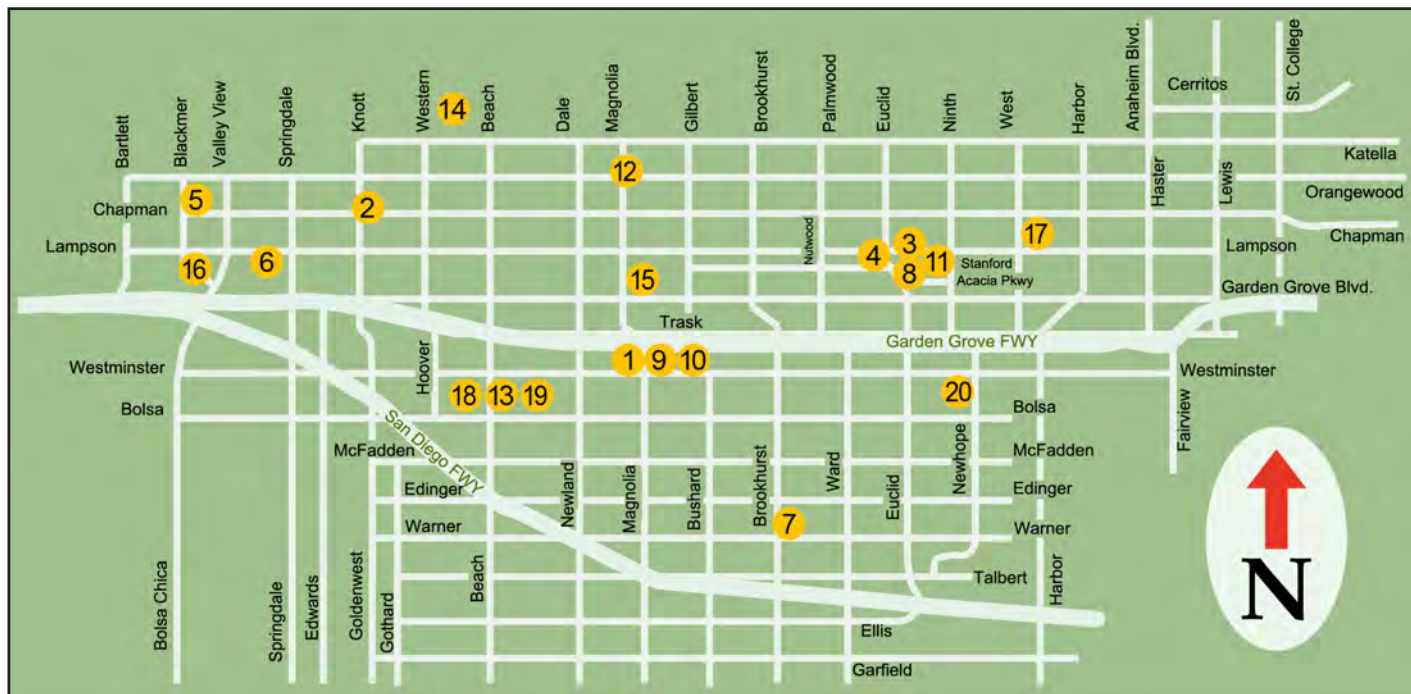 Bartlett
Blackmer
Valley View
Springdale
Knott
Western
14
Beach
Dale
Magnolia
Gilbert
Brookhurst
Palmwood
Euclid
Ninth
West
Harbor
Anaheim Blvd.
Cerritos
St. College
Katella
12
Orangewood
5
2
Chapman
Haster
Lewis
Chapman
17
Lampson
Nutwood
4
3
11
8
Stanford
Acacia Pkwy
Lampson
16
6
15
Garden Grove Blvd.
Trask
Garden Grove FWY
Westminster
Hoover
1
9
10
Westminster
18
13
19
20
Bolsa
Bolsa
San Diego FWY
Fairview
McFadden
McFadden
Edinger
Newland
Magnolia
Bushard
Brookhurst
Ward
Euclid
Newhope
Edinger
Warner
7
Warner
Talbert
Bolsa Chica
Springdale
Edwards
Goldenwest
Gothard
Beach
Harbor
Ellis
Garfield
N